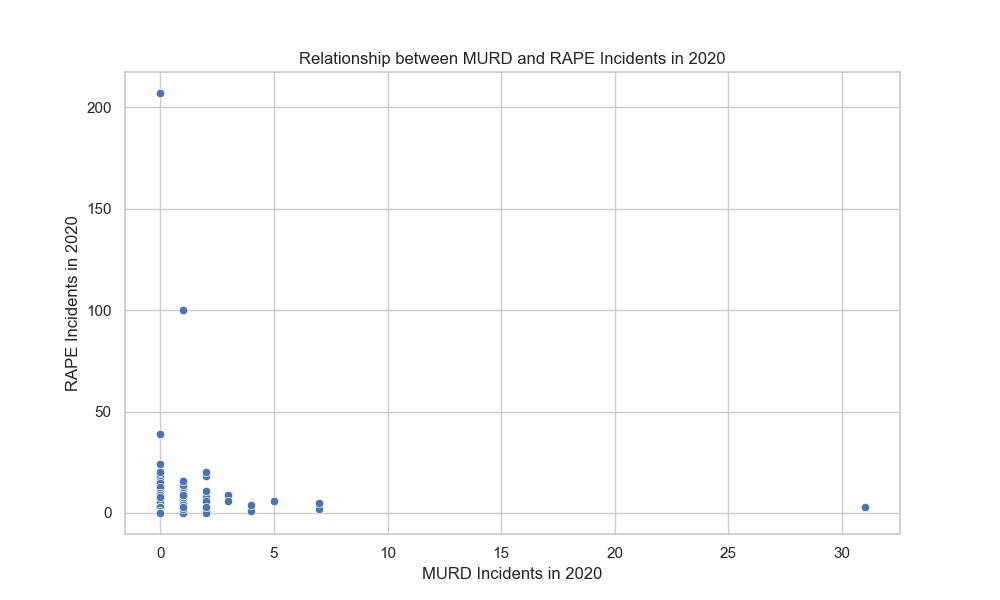 Relationship between MURD and RAPE Incidents in 2020
200
150
100
50
0
RAPE Incidents in 2020
0 5 10 15 20 25 30
MURD Incidents in 2020